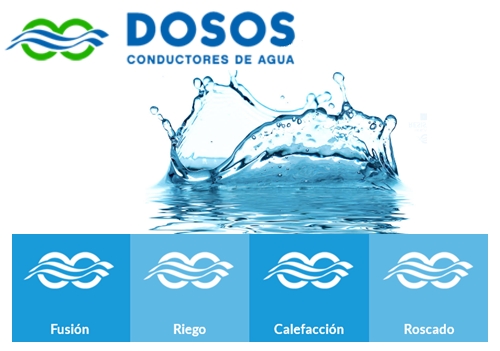 DOSOS
CONDUCTORES DE AGUA
Fusión
Riego
Calefacción
Roscado